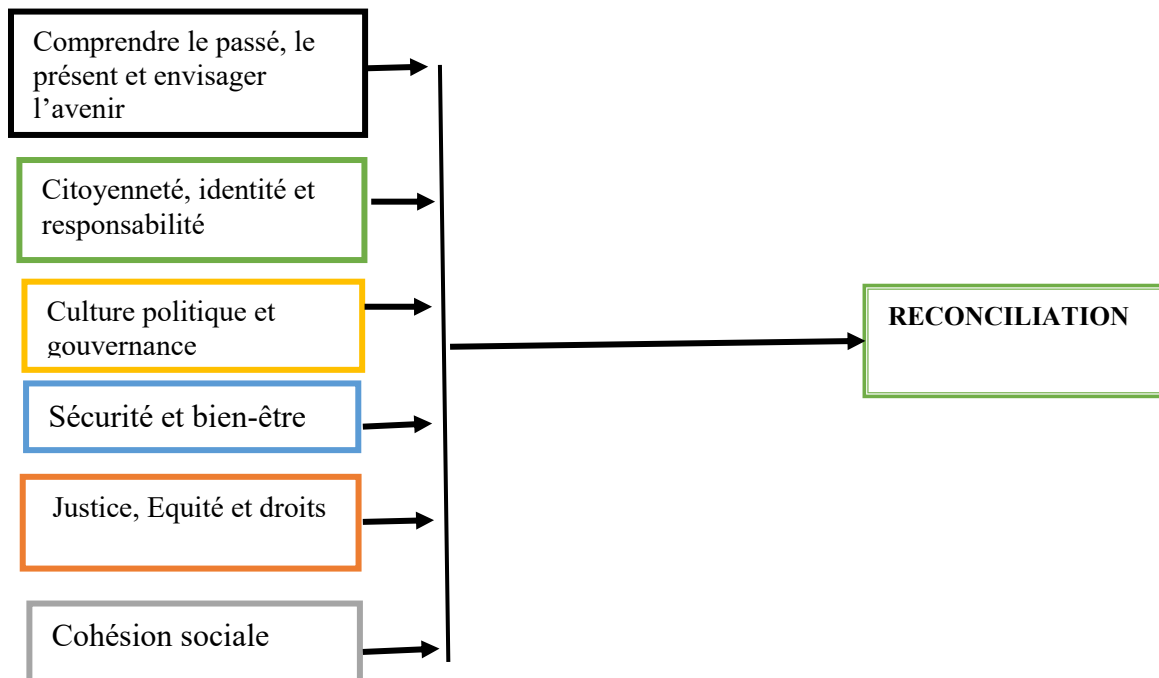 Comprendre le passé, le
présent et envisager
l’avenir
Citoyenneté, identité et
responsabilité
Culture politique et
gouvernance
Sécurité et bien-être
Justice, Equité et droits
Cohésion sociale
RECONCILIATION